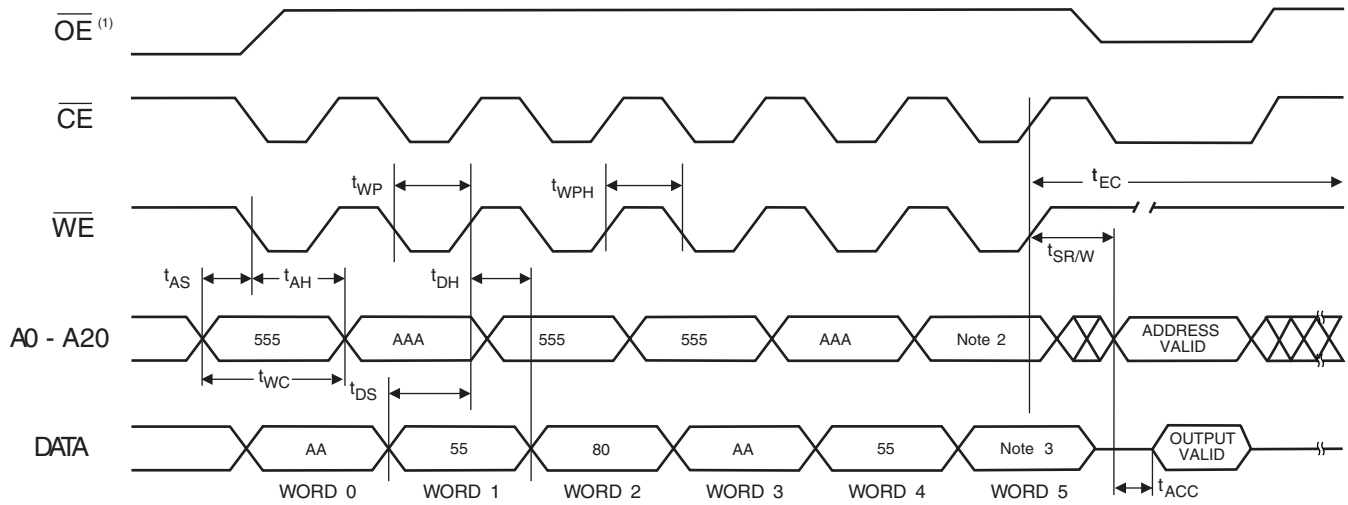 OE (1)
CE
tWP
tWPH
tEC
WE
tSR/W
tAS
tAH
tDH
A0 - A20
555
AAA
555
555
AAA
Note 2
ADDRESS
VALID
tWC
tDS
DATA
AA
55
80
AA
55
Note 3
OUTPUT
VALID
WORD 0
WORD 1
WORD 2
WORD 3
WORD 4
WORD 5
tACC